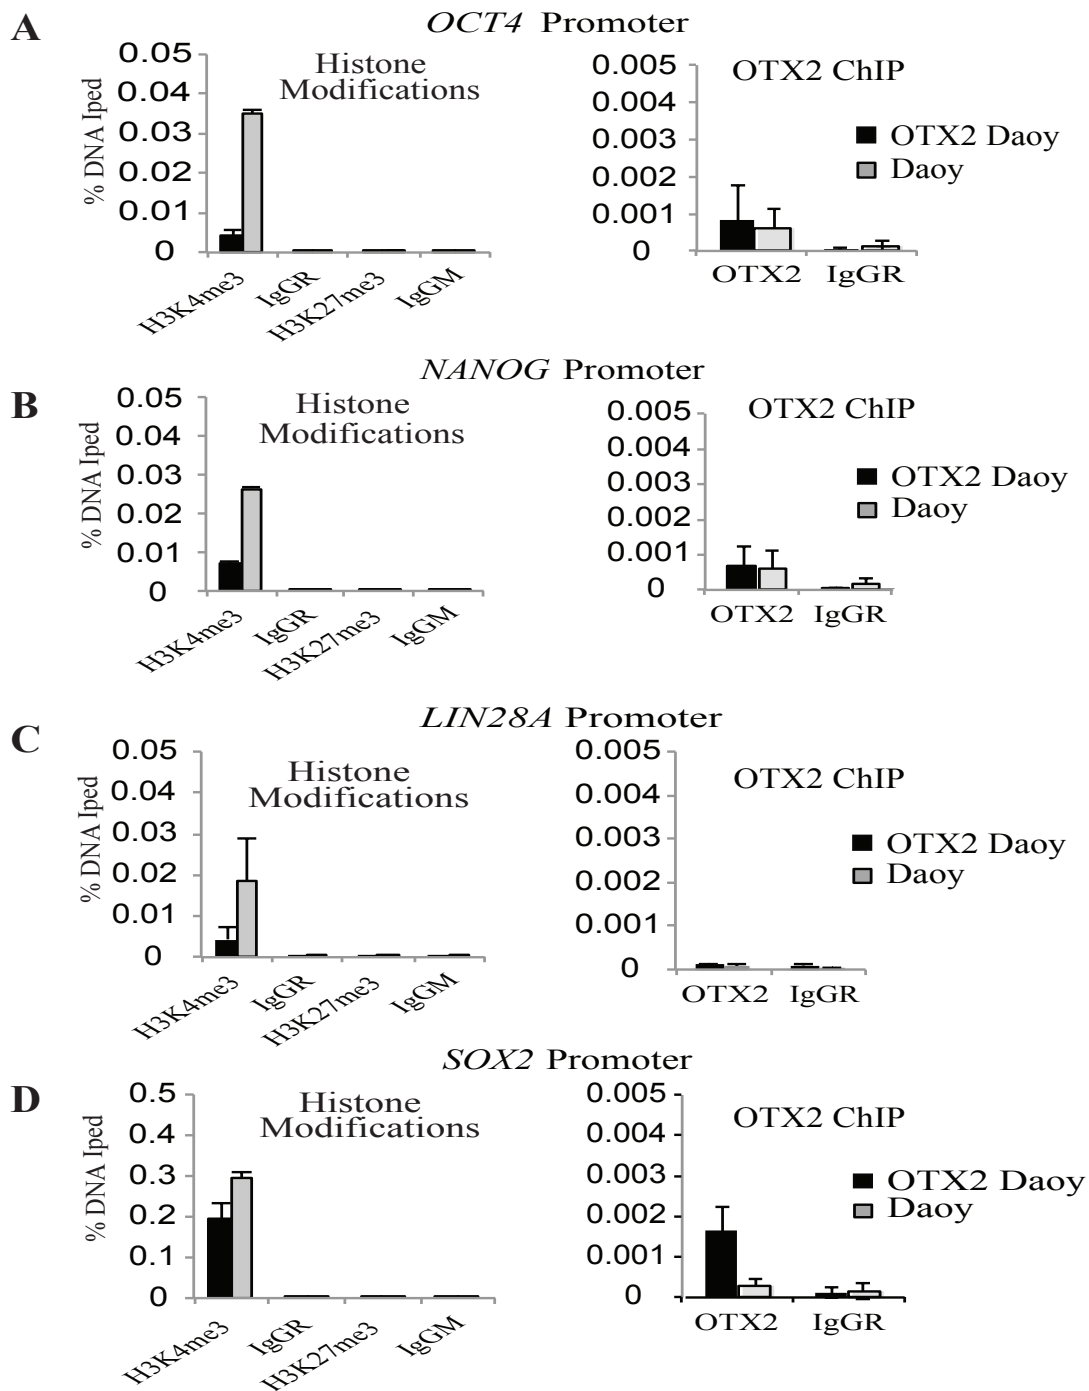 A
OCT4 Promoter
0.05
0.04
0.03
0.02
0.01
0
% DNA Iped
Histone
Modifications
H3K4me3
IgGR
H3K27me3
IgGM
0.005
0.004
0.003
0.002
0.001
0
OTX2 ChIP
OTX2 Daoy
Daoy
OTX2
IgGR
B
NANOG Promoter
0.05
0.04
0.03
0.02
0.01
0
% DNA Iped
Histone
Modifications
H3K4me3
IgGR
H3K27me3
IgGM
0.005
0.004
0.003
0.002
0.001
0
OTX2 ChIP
OTX2 Daoy
Daoy
OTX2
IgGR
C
LIN28A Promoter
0.05
0.04
0.03
0.02
0.01
0
% DNA Iped
Histone
Modifications
H3K4me3
IgGR
H3K27me3
IgGM
0.005
0.004
0.003
0.002
0.001
0
OTX2 ChIP
OTX2 Daoy
Daoy
OTX2
IgGR
D
SOX2 Promoter
0.5
0.4
0.3
0.2
0.1
0
% DNA Iped
Histone
Modifications
H3K4me3
IgGR
H3K27me3
IgGM
0.005
0.004
0.003
0.002
0.001
0
OTX2 ChIP
OTX2 Daoy
Daoy
OTX2
IgGR